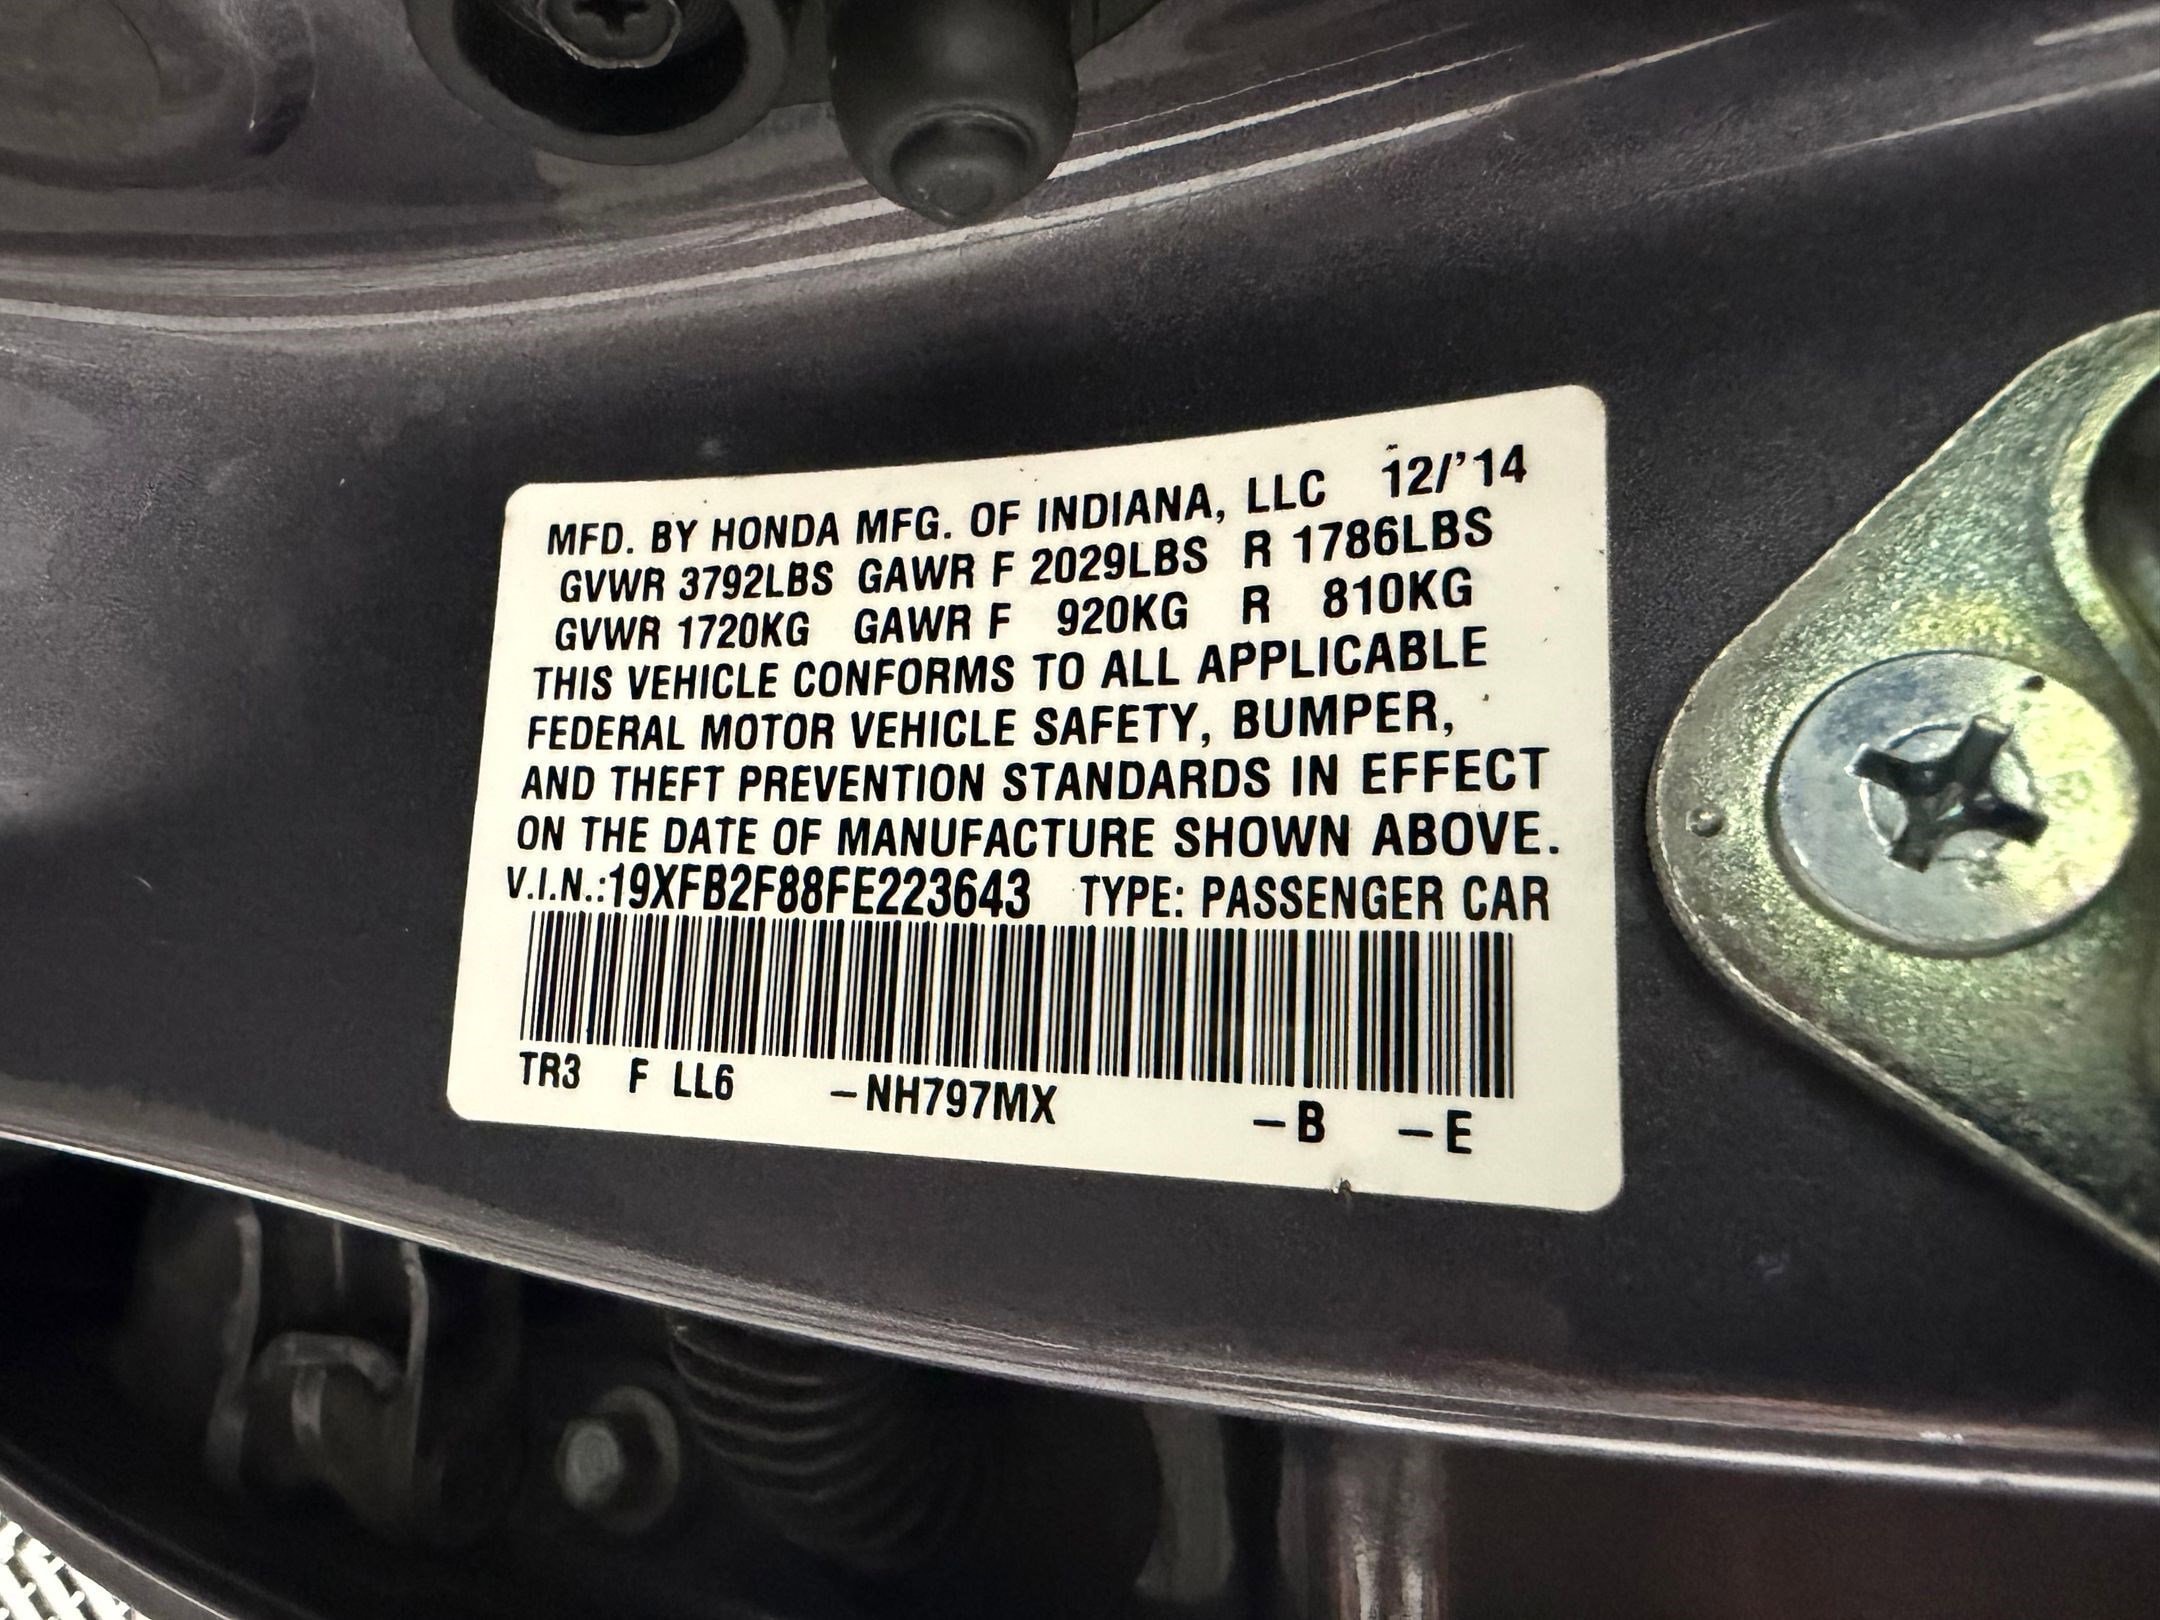 MFD. BY HONDA MFG. OF INDIANA, LLC 12/'14
GVWR 3792LBS GAWR F 2029LBS R 1786LBS
GVWR 1720KG GAWR F 920KG R 810KG
THIS VEHICLE CONFORMS TO ALL APPLICABLE
FEDERAL MOTOR VEHICLE SAFETY, BUMPER,
AND THEFT PREVENTION STANDARDS IN EFFECT
ON THE DATE OF MANUFACTURE SHOWN ABOVE.
V.I.N.:19XFB2F88FE223643 TYPE: PASSENGER CAR
TR3 F LL6 –NH797MX –B –E